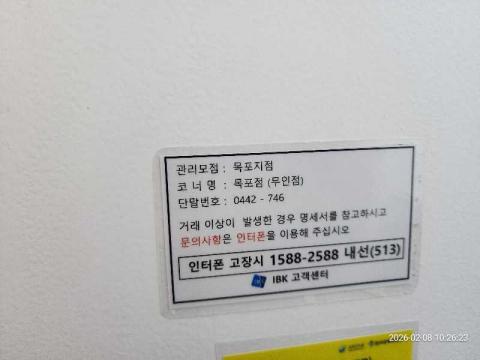 관리모점 : 목포지점
코 너 명 : 목포점 (무인점)
단말번호 : 0442 - 746
거래 이상이 발생한 경우 명세서를 참고하시고
문의사항은 인터폰을 이용해 주십시오
인터폰 고장시 1588-2588 내선(513)
IBK 고객센터
2026-02-08 10:26:23